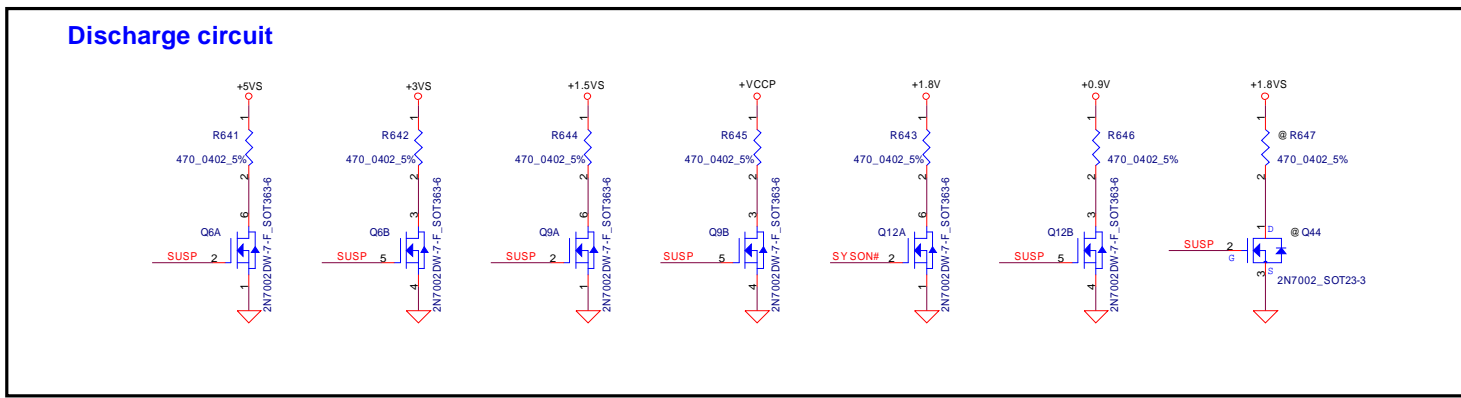 Discharge circuit
+5VS
1
R641
470_0402_5%
2
6
Q6A
SUSP
2
1
2N7002DW-7-F_SOT363-6
+3VS
1
R642
470_0402_5%
2
3
Q6B
SUSP
5
4
2N7002DW-7-F_SOT363-6
+1.5VS
1
R644
470_0402_5%
2
6
Q9A
SUSP
2
1
2N7002DW-7-F_SOT363-6
+VCCP
1
R645
470_0402_5%
2
3
Q9B
SUSP
5
4
2N7002DW-7-F_SOT363-6
+1.8V
1
R643
470_0402_5%
2
6
Q12A
SYSON#
2
1
2N7002DW-7-F_SOT363-6
+0.9V
1
R646
470_0402_5%
2
3
Q12B
SUSP
5
4
2N7002DW-7-F_SOT363-6
+1.8VS
1
@ R647
470_0402_5%
2
1
D
@ Q44
SUSP
2
G
3
S
2N7002_SOT23-3